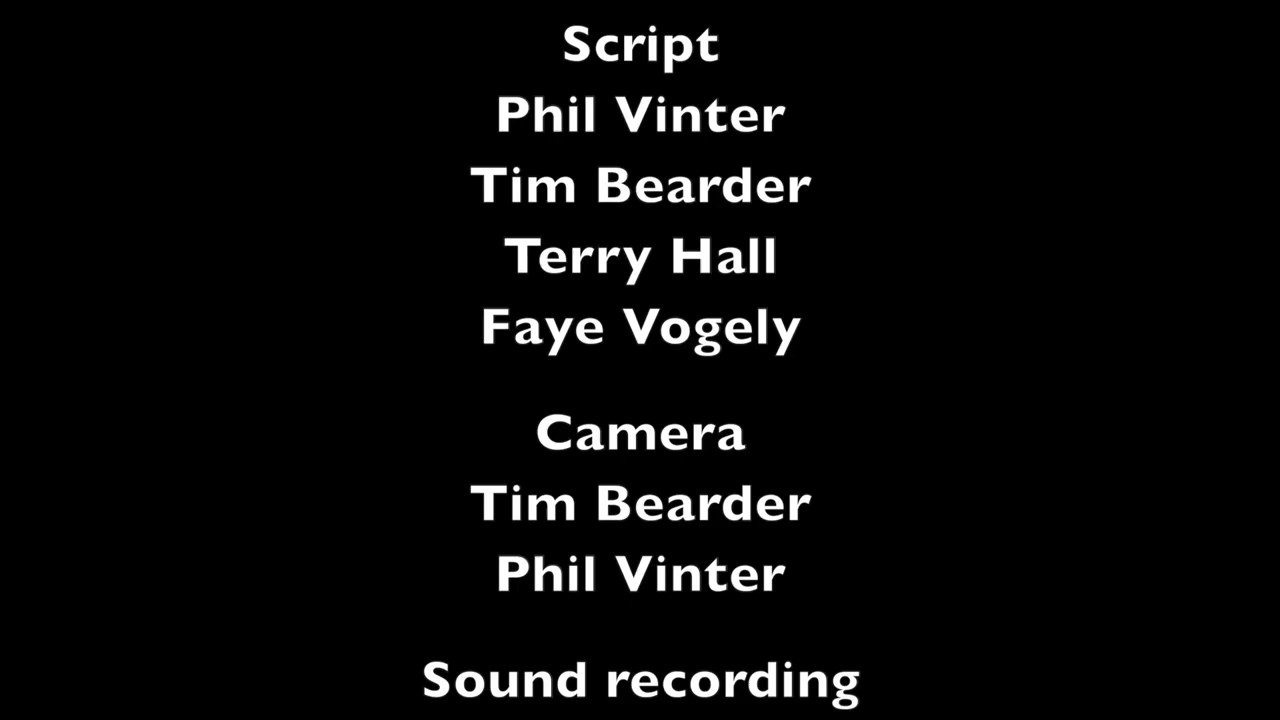 Script
Phil Vinter
Tim Bearder
Terry Hall
Faye Vogely
Camera
Tim Bearder
Phil Vinter
Sound recording